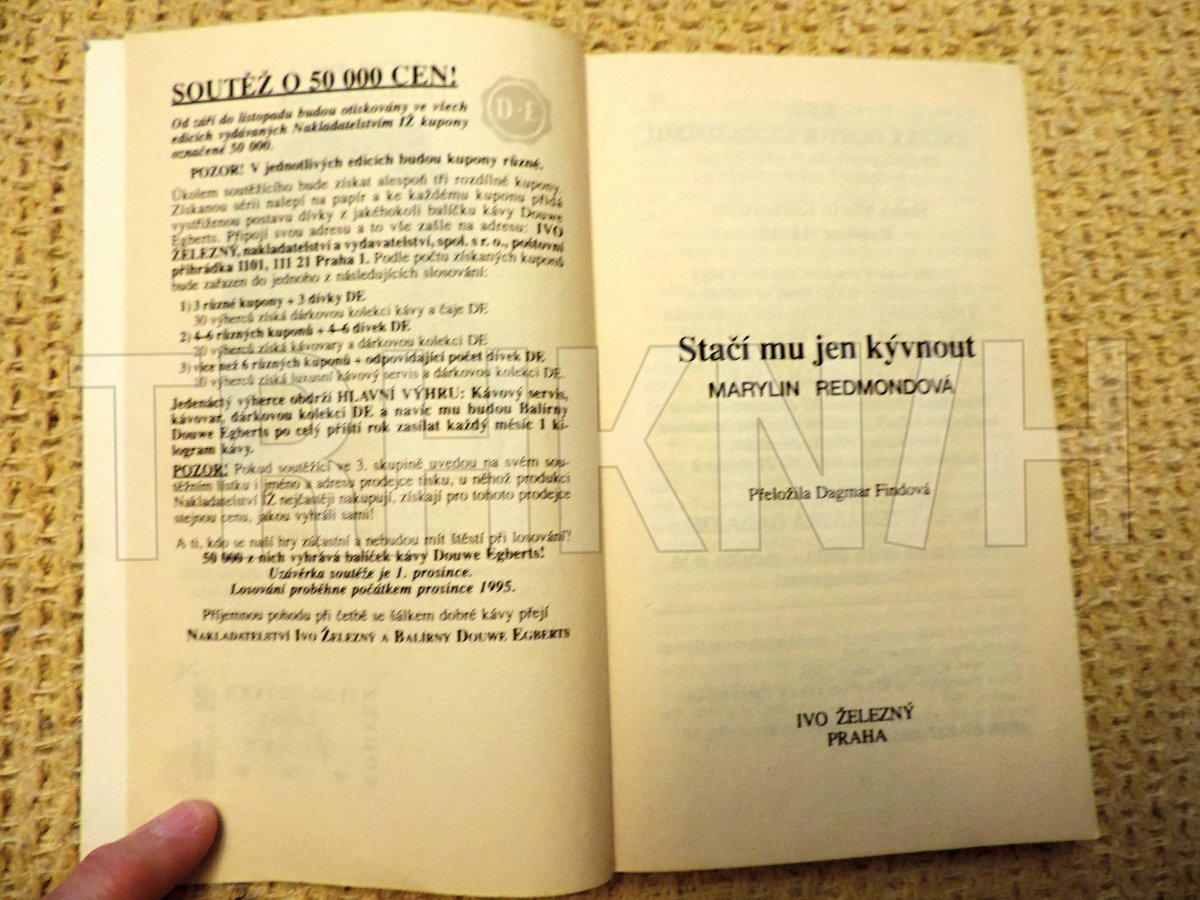 SOUTĚŽ O 50 000 CEN!
D·E
Od září do listopadu budou otiskovány ve všech
edicích vydávaných Nakladatelstvím IŽ kupony
označené 50 000.
POZOR! V jednotlivých edicích budou kupony různé.
Úkolem soutěžícího bude získat alespoň tři rozdílné kupony.
Získanou sérii nalepí na papír a ke každému kuponu přidá
vystřiženou postavu dívky z jakéhokoli balíčku kávy Douwe
Egberts. Připojí svou adresu a to vše zašle na adresu: IVO
ŽELEZNÝ, nakladatelství a vydavatelství, spol. s r. o., poštovní
přihrádka 1101, 111 21 Praha 1. Podle počtu získaných kuponů
bude zařazen do jednoho z následujících slosování:
1) 3 různé kupony + 3 dívky DE
30 výherců získá dárkovou kolekci kávy a čaje DE
2) 4–6 různých kuponů + 4–6 dívek DE
20 výherců získá kávovary a dárkovou kolekci DE
3) více než 6 různých kuponů + odpovídající počet dívek DE
10 výherců získá luxusní kávový servis a dárkovou kolekci DE.
Jedenáctý výherce obdrží HLAVNÍ VÝHRU: Kávový servis,
kávovar, dárkovou kolekci DE a navíc mu budou Balírny
Douwe Egberts po celý příští rok zasílat každý měsíc 1 ki-
logram kávy.
POZOR! Pokud soutěžící ve 3. skupině uvedou na svém sou-
těžním lístku i jméno a adresu prodejce tisku, u něhož produkci
Nakladatelství IŽ nejčastěji nakupují, získají pro tohoto prodejce
stejnou cenu, jakou vyhráli sami!
A ti, kdo se naší hry zúčastní a nebudou mít štěstí při losování?
50 000 z nich vyhrává balíček kávy Douwe Egberts!
Uzávěrka soutěže je 1. prosince.
Losování proběhne počátkem prosince 1995.
Příjemnou pohodu při četbě se šálkem dobré kávy přejí
NAKLADATELSTVÍ IVO ŽELEZNÝ A BALÍRNY DOUWE EGBERTS
Stačí mu jen kývnout
MARYLIN REDMONDOVÁ
Přeložila Dagmar Findová
IVO ŽELEZNÝ
PRAHA